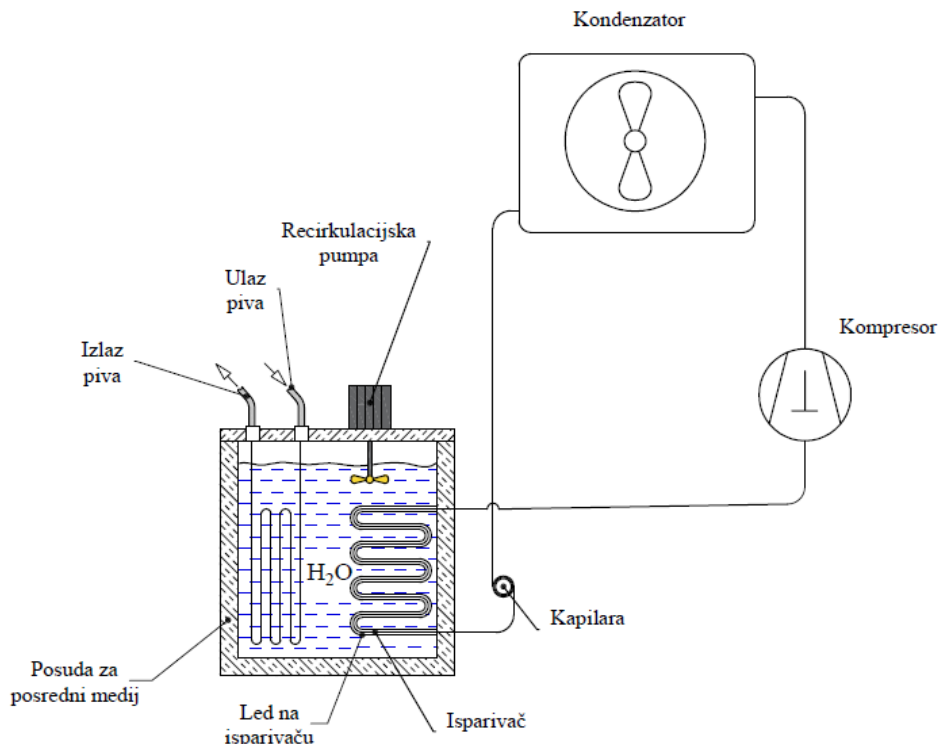 Kondenzator
Recirkulacijska
pumpa
Ulaz
piva
Izlaz
piva
Kompresor
H₂O
Kapilara
Posuda za
posredni medij
Led na
isparivaču
Isparivač